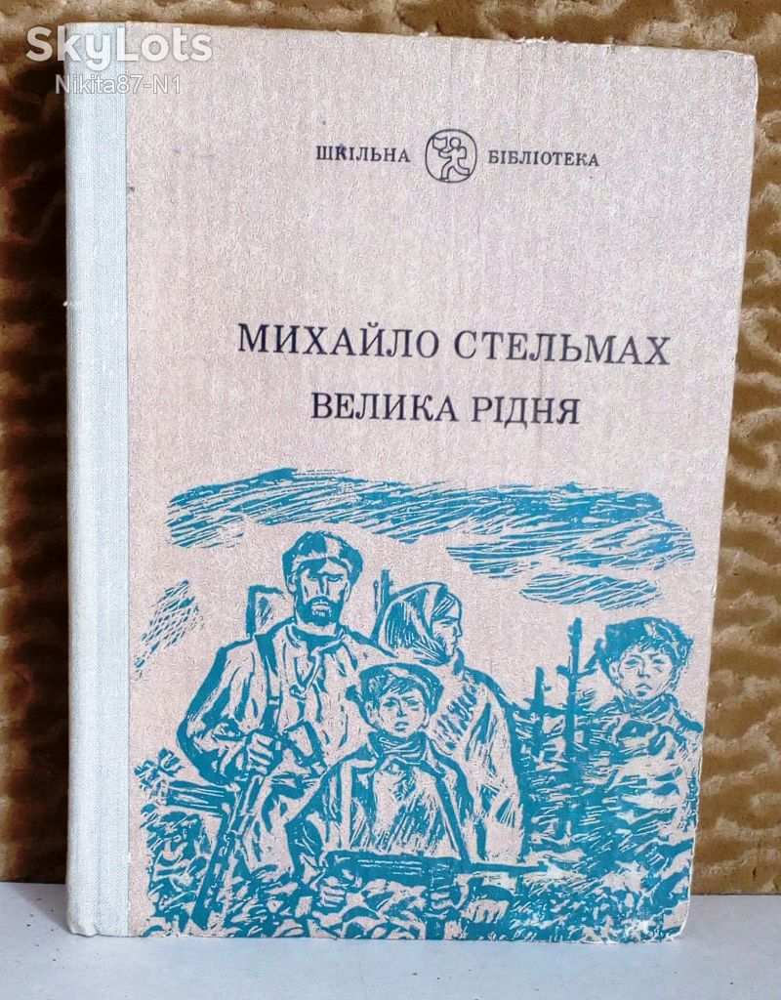 SkyLots
Nikita87-N1
ШКІЛЬНА БІБЛІОТЕКА
МИХАЙЛО СТЕЛЬМАХ
ВЕЛИКА РІДНЯ